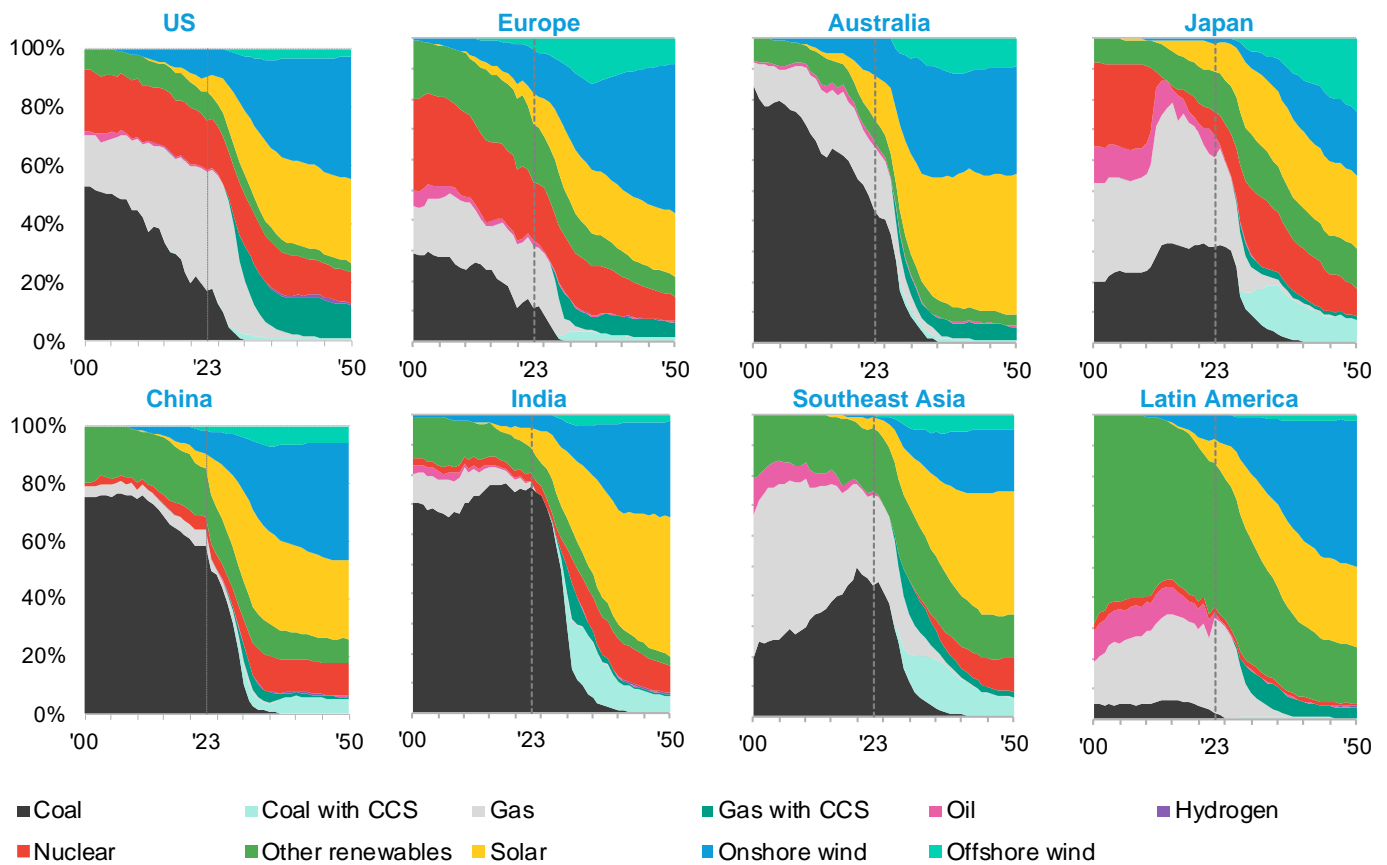 US Europe Australia Japan
100%
80%
60%
40%
20%
0%
'00 '23 '50 '00 '23 '50 '00 '23 '50 '00 '23 '50
China India Southeast Asia Latin America
100%
80%
60%
40%
20%
0%
'00 '23 '50 '00 '23 '50 '00 '23 '50 '00 '23 '50
Coal Coal with CCS Gas Gas with CCS Oil Hydrogen
Nuclear Other renewables Solar Onshore wind Offshore wind